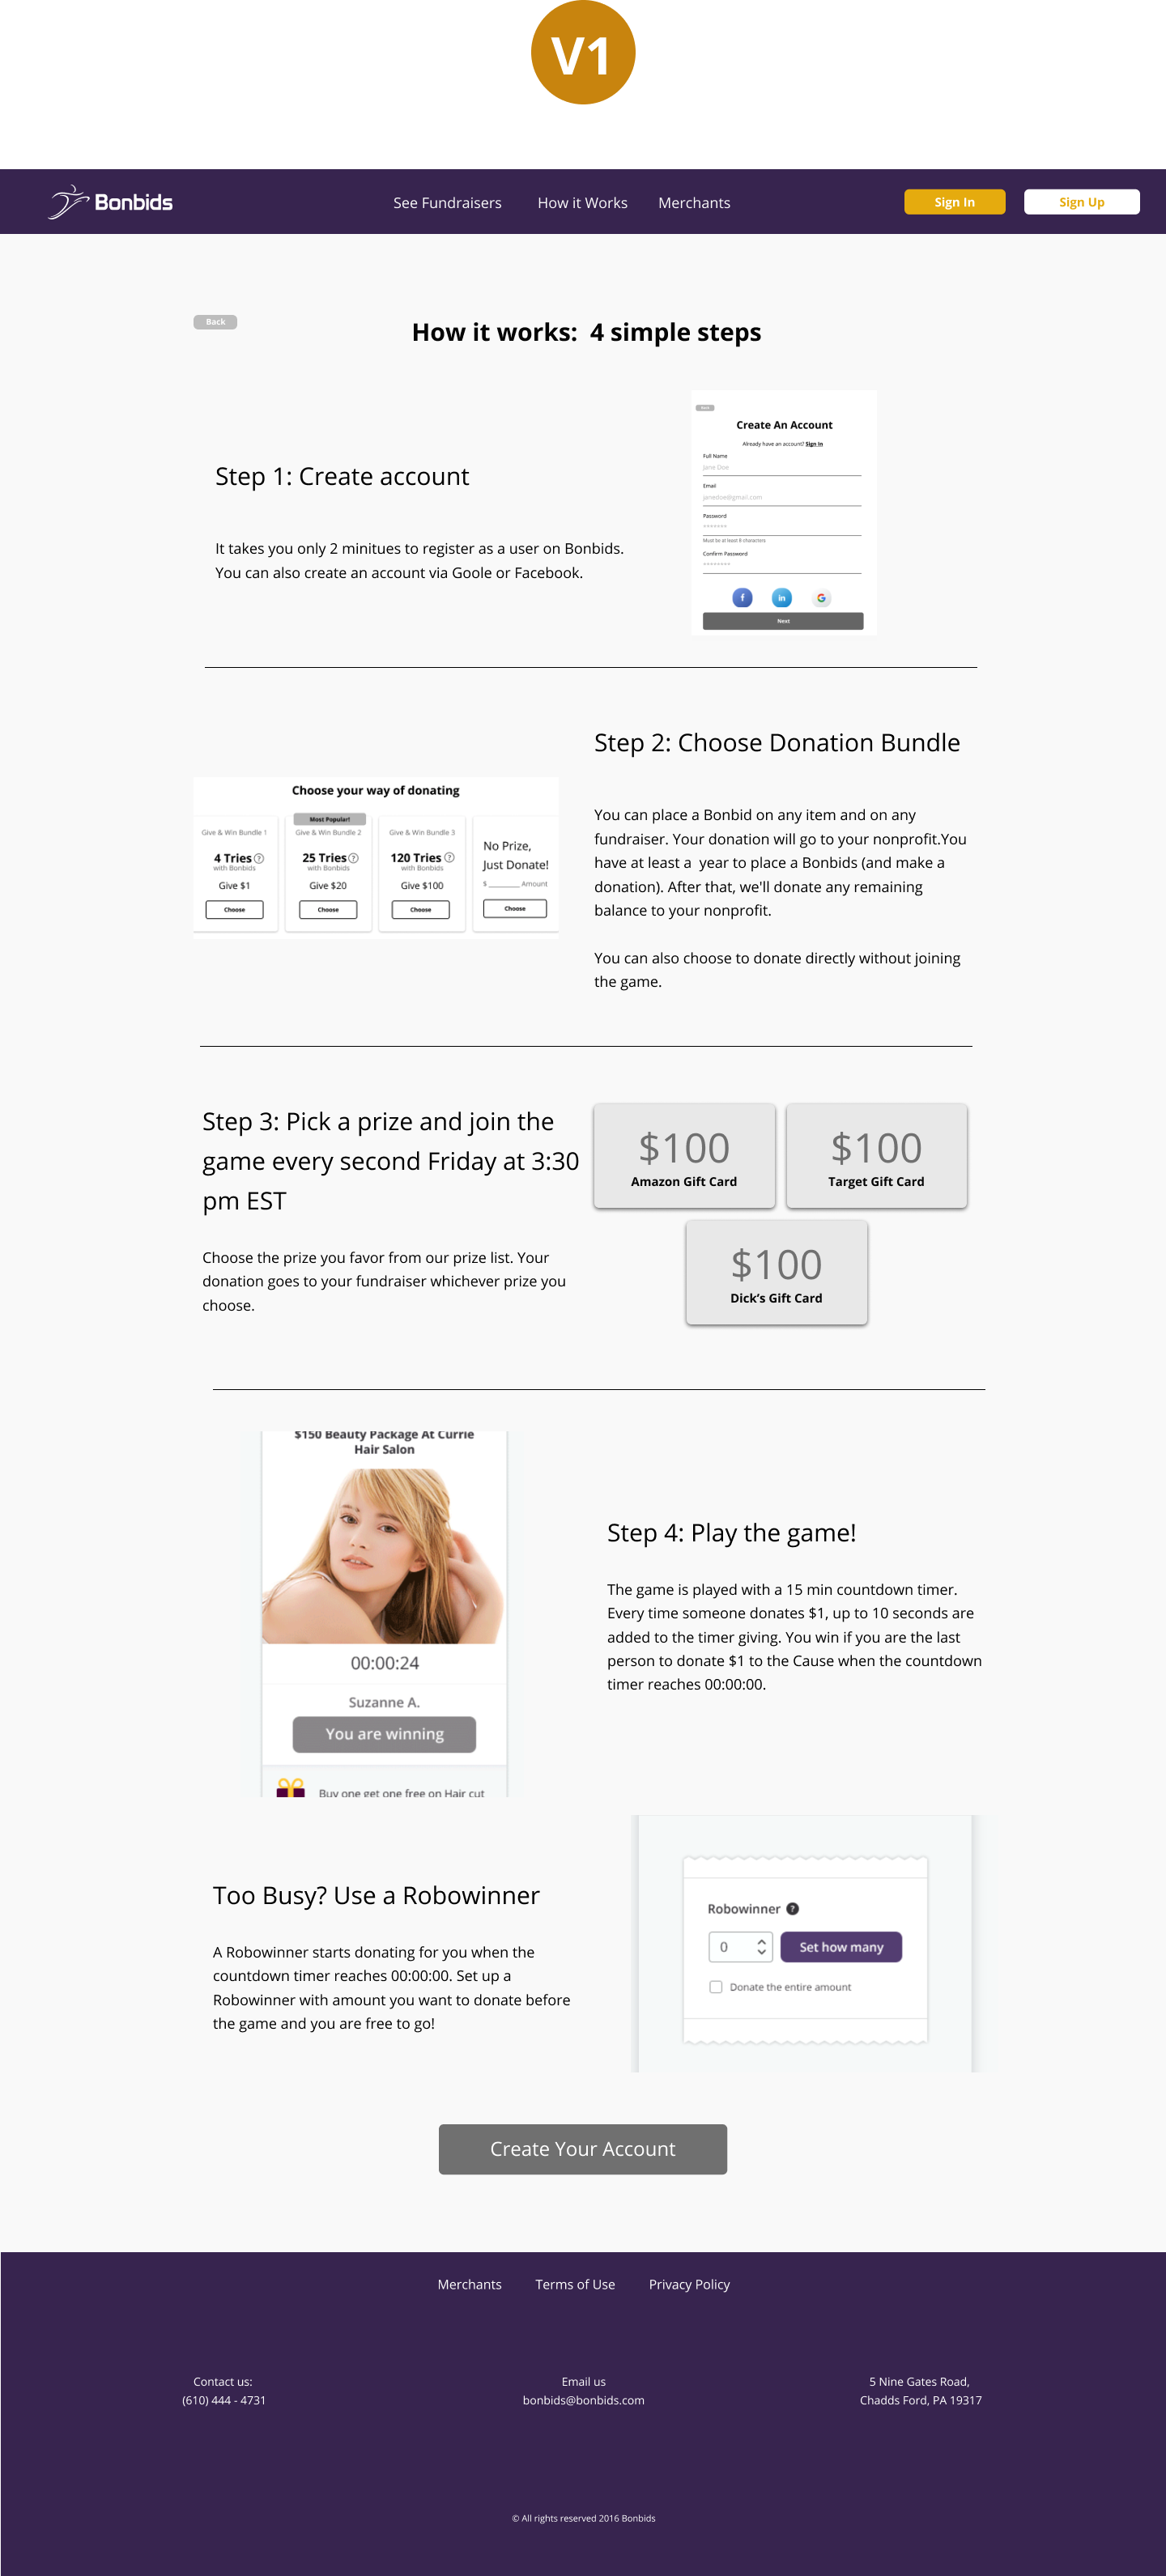 V1
Bonbids
See Fundraisers
How it Works
Merchants
Sign In
Sign Up
Back
How it works:  4 simple steps
Step 1: Create account
It takes you only 2 minitues to register as a user on Bonbids.
You can also create an account via Goole or Facebook.
Back
Create An Account
Already have an account? Sign In
Full Name
Jane Doe
Email
janedoe@gmail.com
Password
*******
Must be at least 8 characters
Confirm Password
********
f
in
G
Next
Choose your way of donating
Give & Win Bundle 1
4 Tries ?
with Bonbids
Give $1
Choose
Most Popular!
Give & Win Bundle 2
25 Tries ?
with Bonbids
Give $20
Choose
Give & Win Bundle 3
120 Tries ?
with Bonbids
Give $100
Choose
No Prize,
Just Donate!
$ ________ Amount
Choose
Step 2: Choose Donation Bundle
You can place a Bonbid on any item and on any
fundraiser. Your donation will go to your nonprofit.You
have at least a  year to place a Bonbids (and make a
donation). After that, we'll donate any remaining
balance to your nonprofit.
You can also choose to donate directly without joining
the game.
Step 3: Pick a prize and join the
game every second Friday at 3:30
pm EST
Choose the prize you favor from our prize list. Your
donation goes to your fundraiser whichever prize you
choose.
$100
Amazon Gift Card
$100
Target Gift Card
$100
Dick’s Gift Card
$150 Beauty Package At Currie
Hair Salon
00:00:24
Suzanne A.
You are winning
Buy one get one free on Hair cut
Step 4: Play the game!
The game is played with a 15 min countdown timer.
Every time someone donates $1, up to 10 seconds are
added to the timer giving. You win if you are the last
person to donate $1 to the Cause when the countdown
timer reaches 00:00:00.
Too Busy? Use a Robowinner
A Robowinner starts donating for you when the
countdown timer reaches 00:00:00. Set up a
Robowinner with amount you want to donate before
the game and you are free to go!
Robowinner ?
0
Set how many
Donate the entire amount
Create Your Account
Merchants
Terms of Use
Privacy Policy
Contact us:
(610) 444 - 4731
Email us
bonbids@bonbids.com
5 Nine Gates Road,
Chadds Ford, PA 19317
© All rights reserved 2016 Bonbids